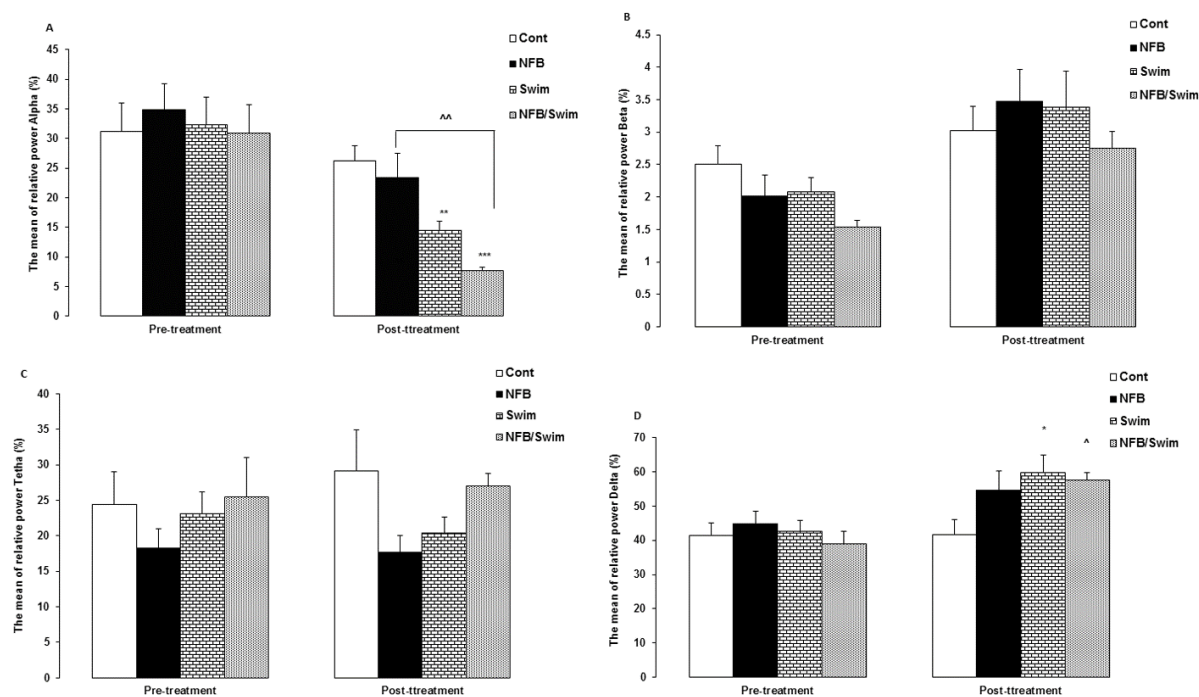 A
The mean of relative power Alpha (%)
45
40
35
30
25
20
15
10
5
0
Cont
NFB
Swim
NFB/Swim
^^
**
***
Pre-treatment
Post-ttreatment
B
The mean of relative power Beta (%)
4.5
4
3.5
3
2.5
2
1.5
1
0.5
0
Cont
NFB
Swim
NFB/Swim
Pre-treatment
Post-ttreatment
C
The mean of relative power Tetha (%)
40
35
30
25
20
15
10
5
0
Cont
NFB
Swim
NFB/Swim
Pre-treatment
Post-ttreatment
D
The mean of relative power Delta (%)
70
60
50
40
30
20
10
0
Cont
NFB
Swim
NFB/Swim
*
^
Pre-treatment
Post-ttreatment